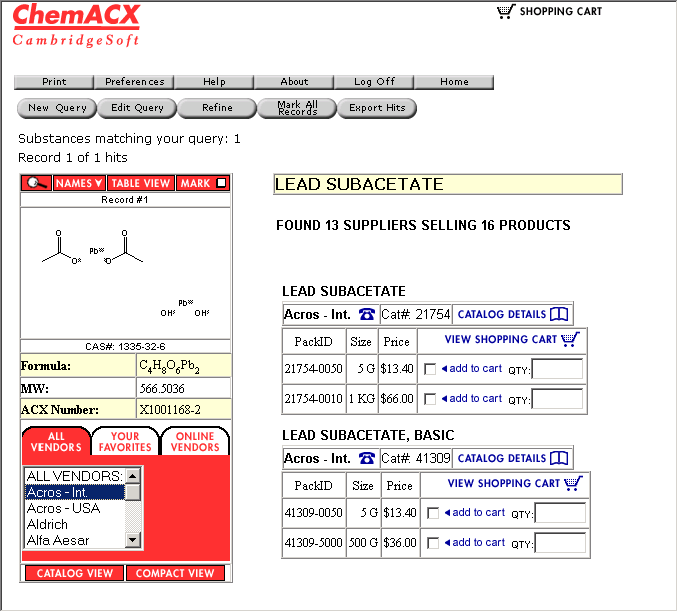 ChemACX
CambridgeSoft
SHOPPING CART
Print Preferences Help About Log Off Home
New Query Edit Query Refine Mark All Records Export Hits
Substances matching your query: 1
Record 1 of 1 hits
NAMES TABLE VIEW MARK
Record #1
CAS#: 1335-32-6
Formula: C4H8O6Pb2
MW: 566.5036
ACX Number: X1001168-2
ALL VENDORS YOUR FAVORITES ONLINE VENDORS
ALL VENDORS:
Acros - Int.
Acros - USA
Aldrich
Alfa Aesar
CATALOG VIEW COMPACT VIEW
LEAD SUBACETATE
FOUND 13 SUPPLIERS SELLING 16 PRODUCTS
LEAD SUBACETATE
Acros - Int. Cat#: 21754 CATALOG DETAILS
PackID Size Price VIEW SHOPPING CART
21754-0050 5 G $13.40 add to cart QTY:
21754-0010 1 KG $66.00 add to cart QTY:
LEAD SUBACETATE, BASIC
Acros - Int. Cat#: 41309 CATALOG DETAILS
PackID Size Price VIEW SHOPPING CART
41309-0050 5 G $13.40 add to cart QTY:
41309-5000 500 G $36.00 add to cart QTY: